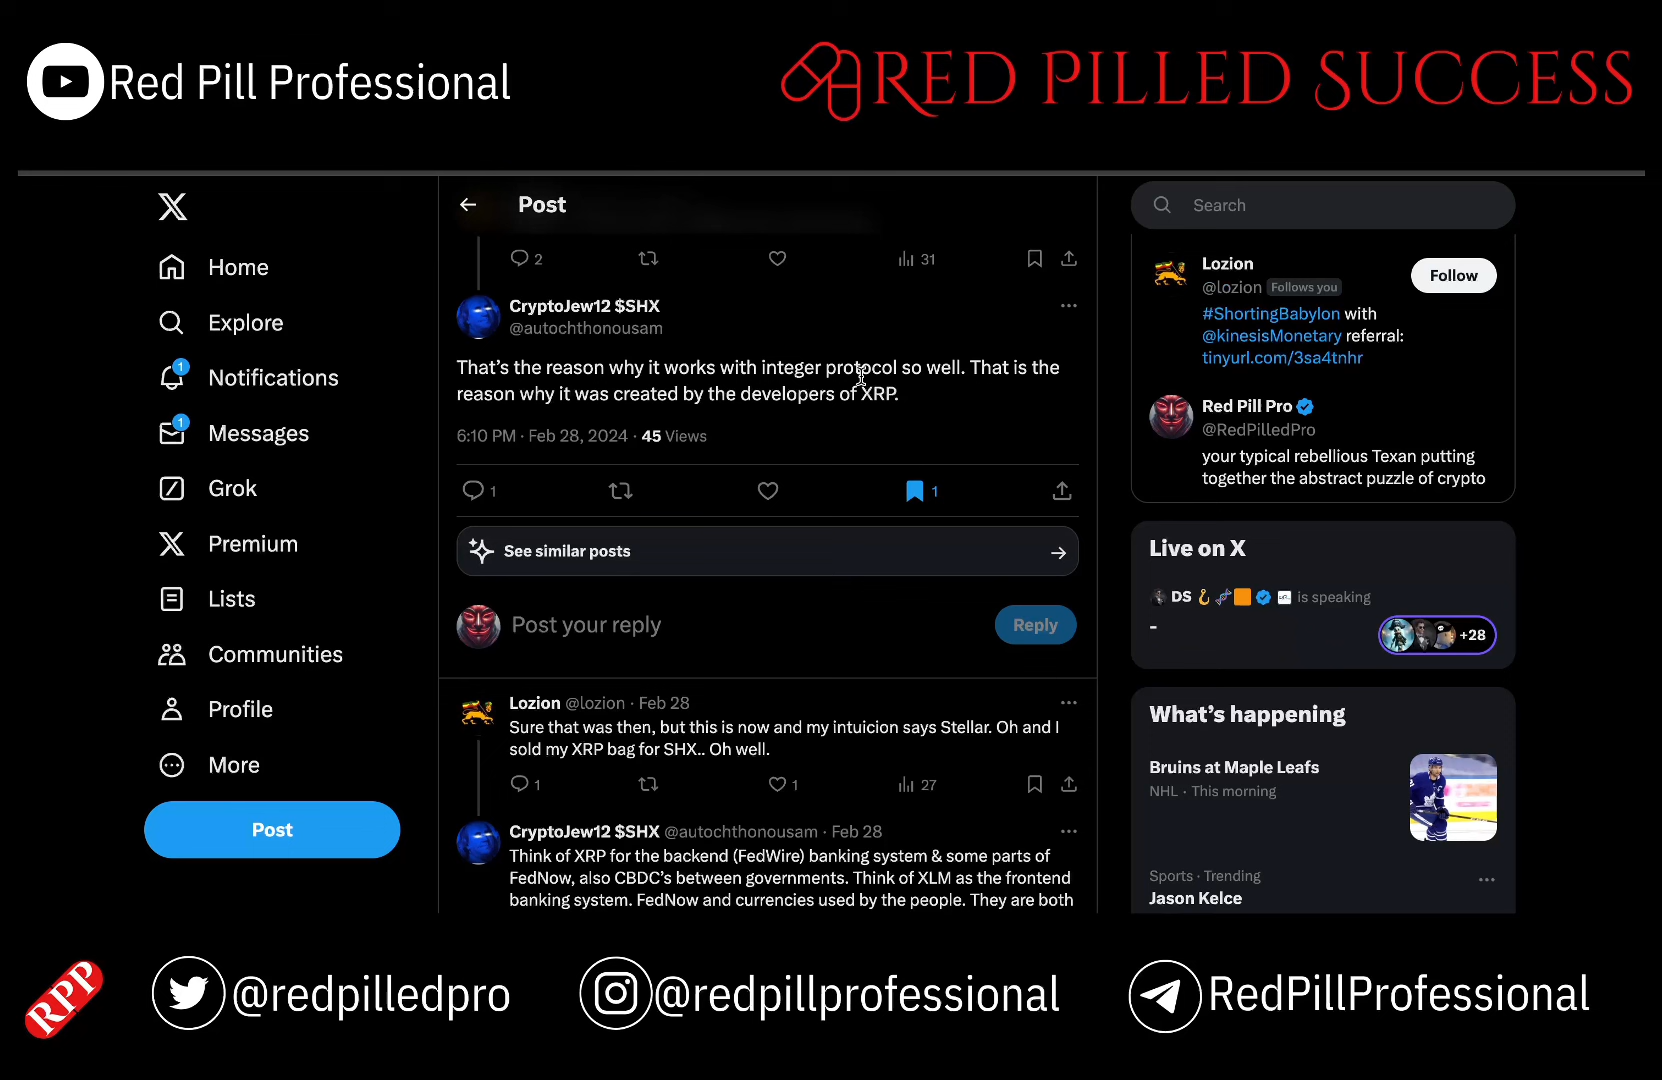 Red Pill Professional
RED PILLED SUCCESS
Home
Explore
1
Notifications
1
Messages
Grok
Premium
Lists
Communities
Profile
More
Post
Post
2
31
CryptoJew12 $SHX
@autochthonousam
That's the reason why it works with integer protocol so well. That is the
reason why it was created by the developers of XRP.
6:10 PM · Feb 28, 2024 · 45 Views
1
1
See similar posts
Post your reply
Reply
Lozion @lozion · Feb 28
Sure that was then, but this is now and my intuicion says Stellar. Oh and I
sold my XRP bag for SHX.. Oh well.
1
1
27
CryptoJew12 $SHX @autochthonousam · Feb 28
Think of XRP for the backend (FedWire) banking system & some parts of
FedNow, also CBDC's between governments. Think of XLM as the frontend
banking system. FedNow and currencies used by the people. They are both
Search
Lozion
@lozion Follows you
Follow
#ShortingBabylon with
@kinesisMonetary referral:
tinyurl.com/3sa4tnhr
Red Pill Pro
@RedPilledPro
your typical rebellious Texan putting
together the abstract puzzle of crypto
Live on X
DS is speaking
-
+28
What's happening
Bruins at Maple Leafs
NHL · This morning
Sports · Trending
Jason Kelce
RPP
@redpilledpro
@redpillprofessional
RedPillProfessional